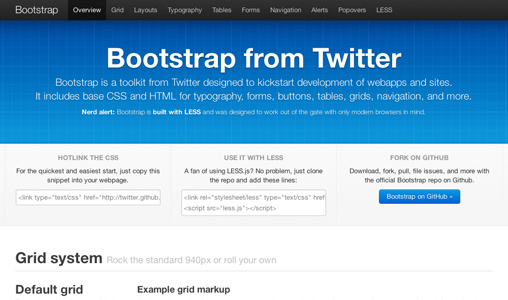 Bootstrap Overview Grid Layouts Typography Tables Forms Navigation Alerts Popovers LESS
Bootstrap from Twitter
Bootstrap is a toolkit from Twitter designed to kickstart development of webapps and sites.
It includes base CSS and HTML for typography, forms, buttons, tables, grids, navigation, and more.
Nerd alert: Bootstrap is built with LESS and was designed to work out of the gate with only modern browsers in mind.
HOTLINK THE CSS
For the quickest and easiest start, just copy this
snippet into your webpage.
<link type="text/css" href="http://twitter.github.
USE IT WITH LESS
A fan of using LESS.js? No problem, just clone
the repo and add these lines:
<link rel="stylesheet/less" type="text/css" href
<script src="less.js"></script>
FORK ON GITHUB
Download, fork, pull, file issues, and more with
the official Bootstrap repo on Github.
Bootstrap on GitHub »
Grid system Rock the standard 940px or roll your own
Default grid
Example grid markup